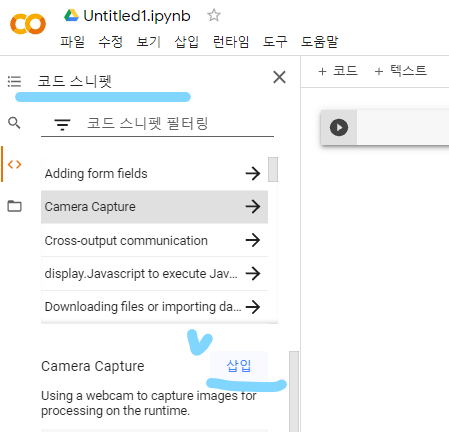 Untitled1.ipynb
파일 수정 보기 삽입 런타임 도구 도움말
코드 스니펫
+ 코드 + 텍스트
코드 스니펫 필터링
Adding form fields
Camera Capture
Cross-output communication
display.Javascript to execute Jav...
Downloading files or importing da...
Camera Capture 삽입
Using a webcam to capture images for
processing on the runtime.